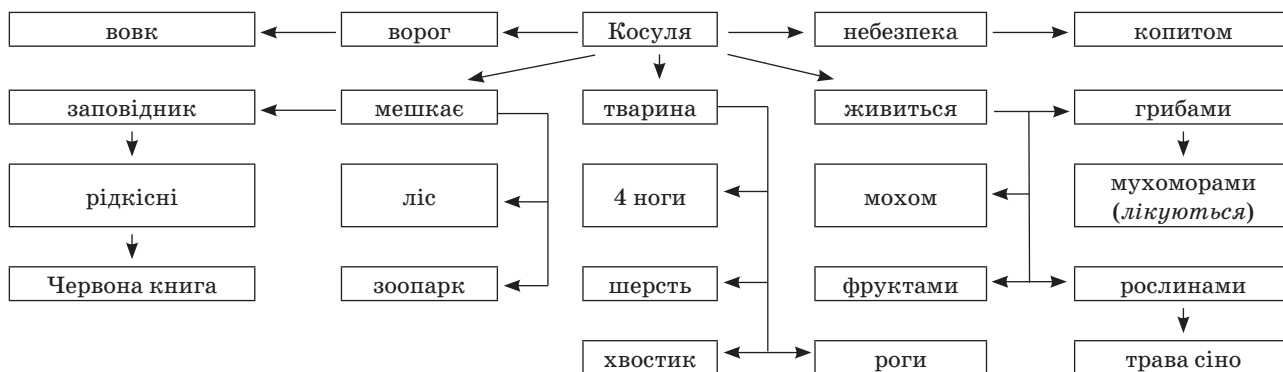 вовк ворог Косуля небезпека копитом
заповідник мешкає тварина живиться грибами
рідкісні ліс 4 ноги мохом мухоморами
(лікуються)
Червона книга зоопарк шерсть фруктами рослинами
хвостик роги трава сіно